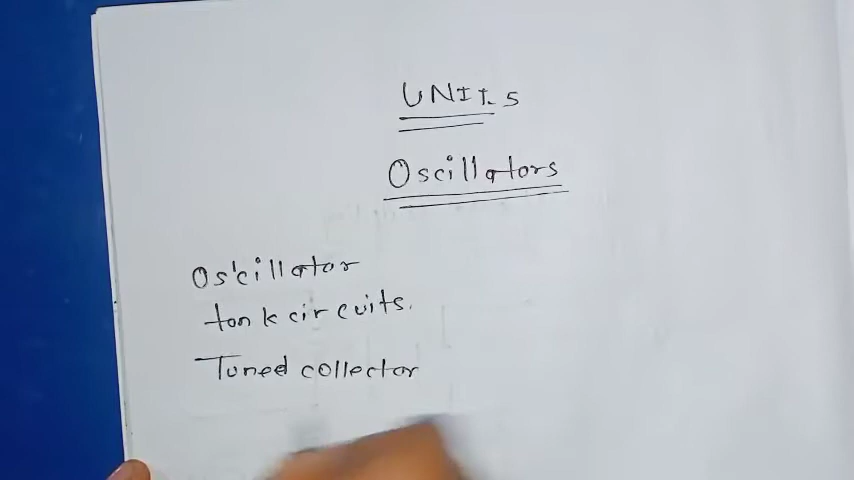 UNIT-5
Oscillators
Oscillator
tank circuits.
Tuned collector